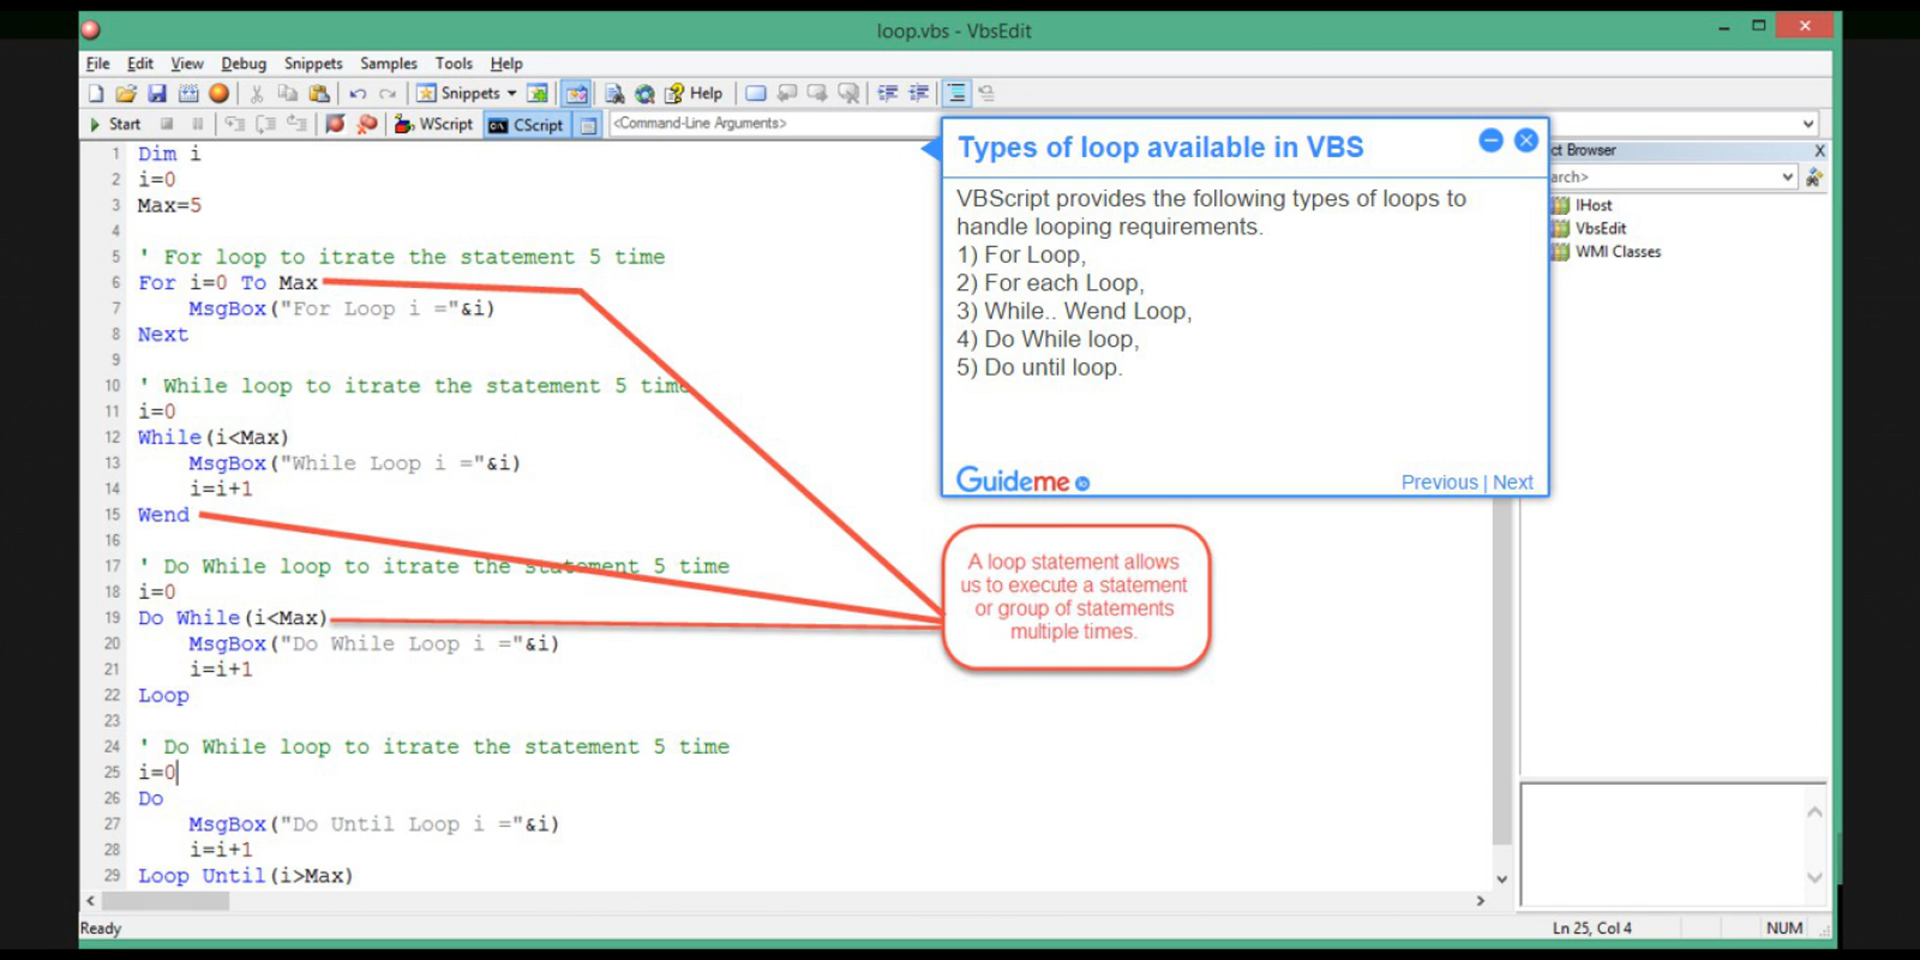 loop.vbs - VbsEdit
File Edit View Debug Snippets Samples Tools Help
Snippets Help
Start WScript CScript <Command-Line Arguments>
1 Dim i
2 i=0
3 Max=5
4
5 ' For loop to itrate the statement 5 time
6 For i=0 To Max
7 MsgBox("For Loop i ="&i)
8 Next
9
10 ' While loop to itrate the statement 5 time
11 i=0
12 While(i<Max)
13 MsgBox("While Loop i ="&i)
14 i=i+1
15 Wend
16
17 ' Do While loop to itrate the statement 5 time
18 i=0
19 Do While(i<Max)
20 MsgBox("Do While Loop i ="&i)
21 i=i+1
22 Loop
23
24 ' Do While loop to itrate the statement 5 time
25 i=0
26 Do
27 MsgBox("Do Until Loop i ="&i)
28 i=i+1
29 Loop Until(i>Max)
Types of loop available in VBS
VBScript provides the following types of loops to
handle looping requirements.
1) For Loop,
2) For each Loop,
3) While.. Wend Loop,
4) Do While loop,
5) Do until loop.
Guideme io
Previous | Next
A loop statement allows
us to execute a statement
or group of statements
multiple times.
ct Browser X
arch>
IHost
VbsEdit
WMI Classes
Ready Ln 25, Col 4 NUM